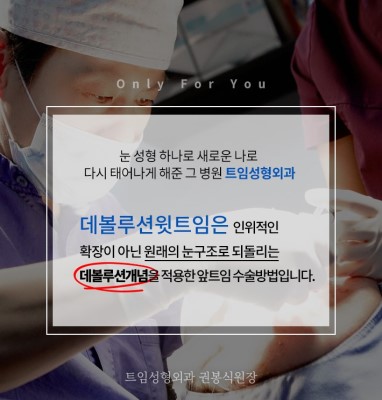 Only For You
눈 성형 하나로 새로운 나로
다시 태어나게 해준 그 병원 트임성형외과
데볼루션윗트임은 인위적인
확장이 아닌 원래의 눈구조로 되돌리는
데볼루션개념을 적용한 앞트임 수술방법입니다.
트임성형외과 권봉식원장